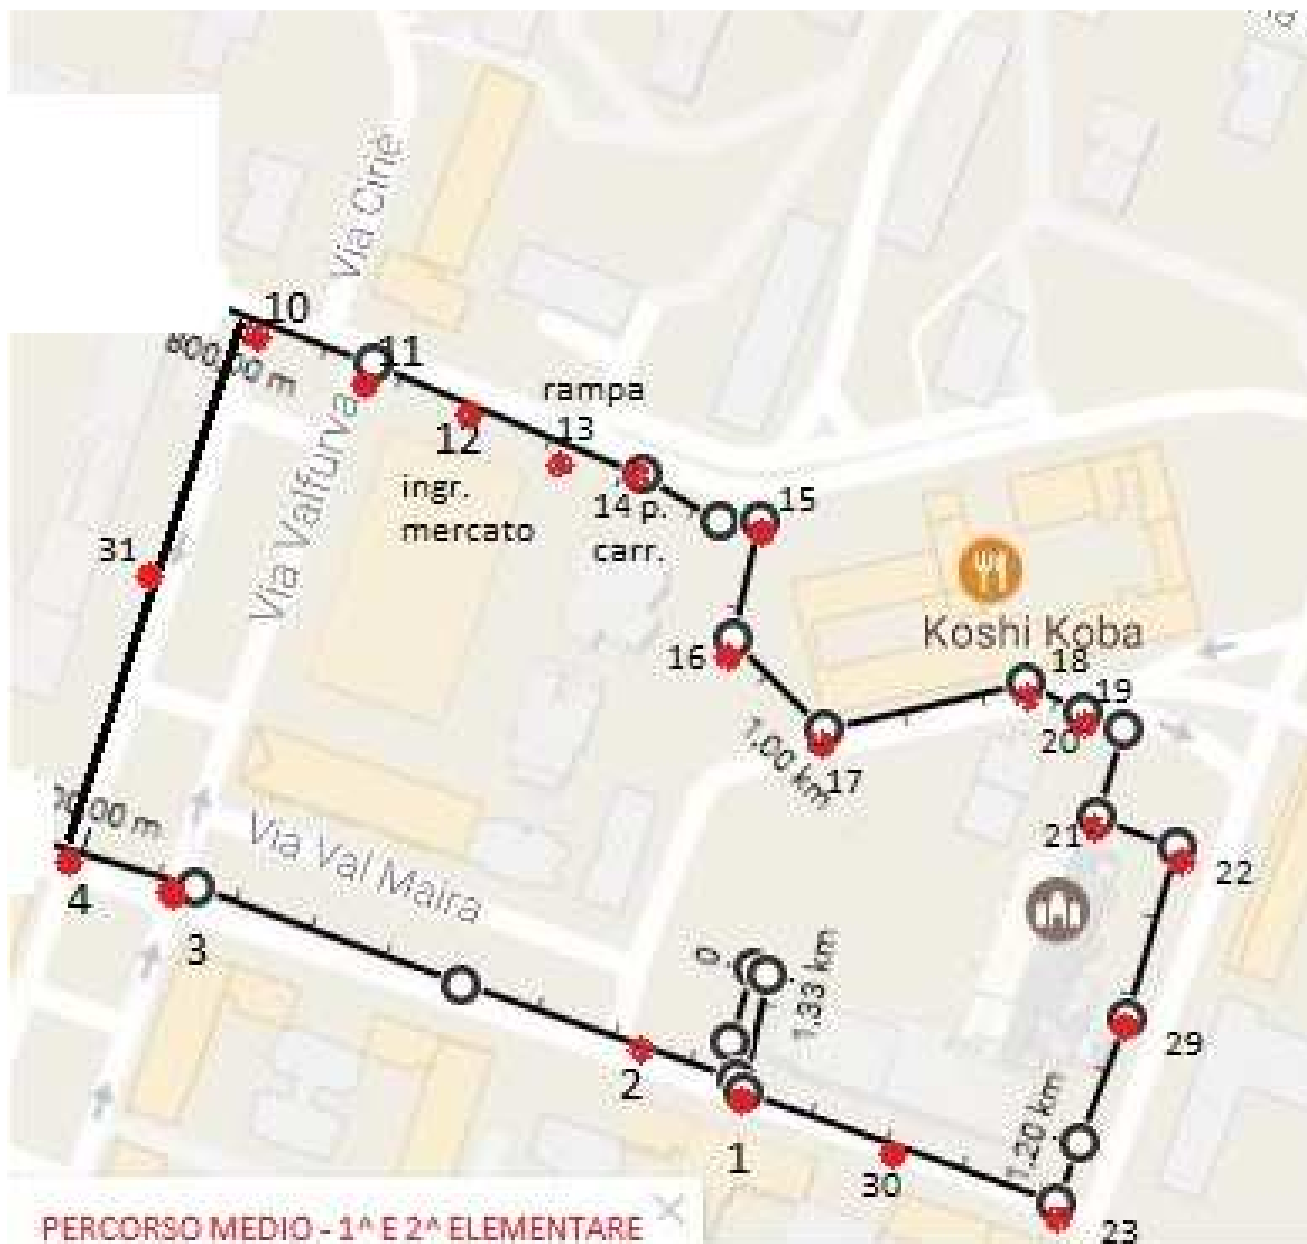 Via Ciriè
10
800,00 m
11
rampa
13
12
ingr.
mercato
14 p.
carr.
15
Via Valfurva
31
Koshi Koba
16
18
19
20
1,00 km
17
00,00 m
21
22
Via Val Maira
4
3
0
1,33 km
29
2
1
1,20 km
30
23
PERCORSO MEDIO - 1^ E 2^ ELEMENTARE